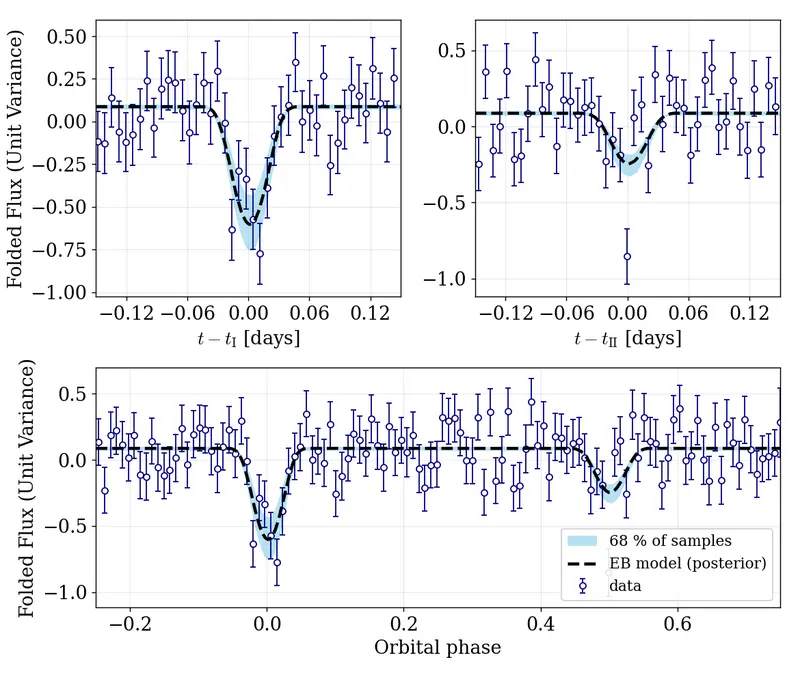 Folded Flux (Unit Variance)
0.50
0.25
0.00
−0.25
−0.50
−0.75
−1.00
−0.12 −0.06 0.00 0.06 0.12
t − tI [days]
0.5
0.0
−0.5
−1.0
−0.12 −0.06 0.00 0.06 0.12
t − tII [days]
Folded Flux (Unit Variance)
0.5
0.0
−0.5
−1.0
68 % of samples
EB model (posterior)
data
−0.2 0.0 0.2 0.4 0.6
Orbital phase